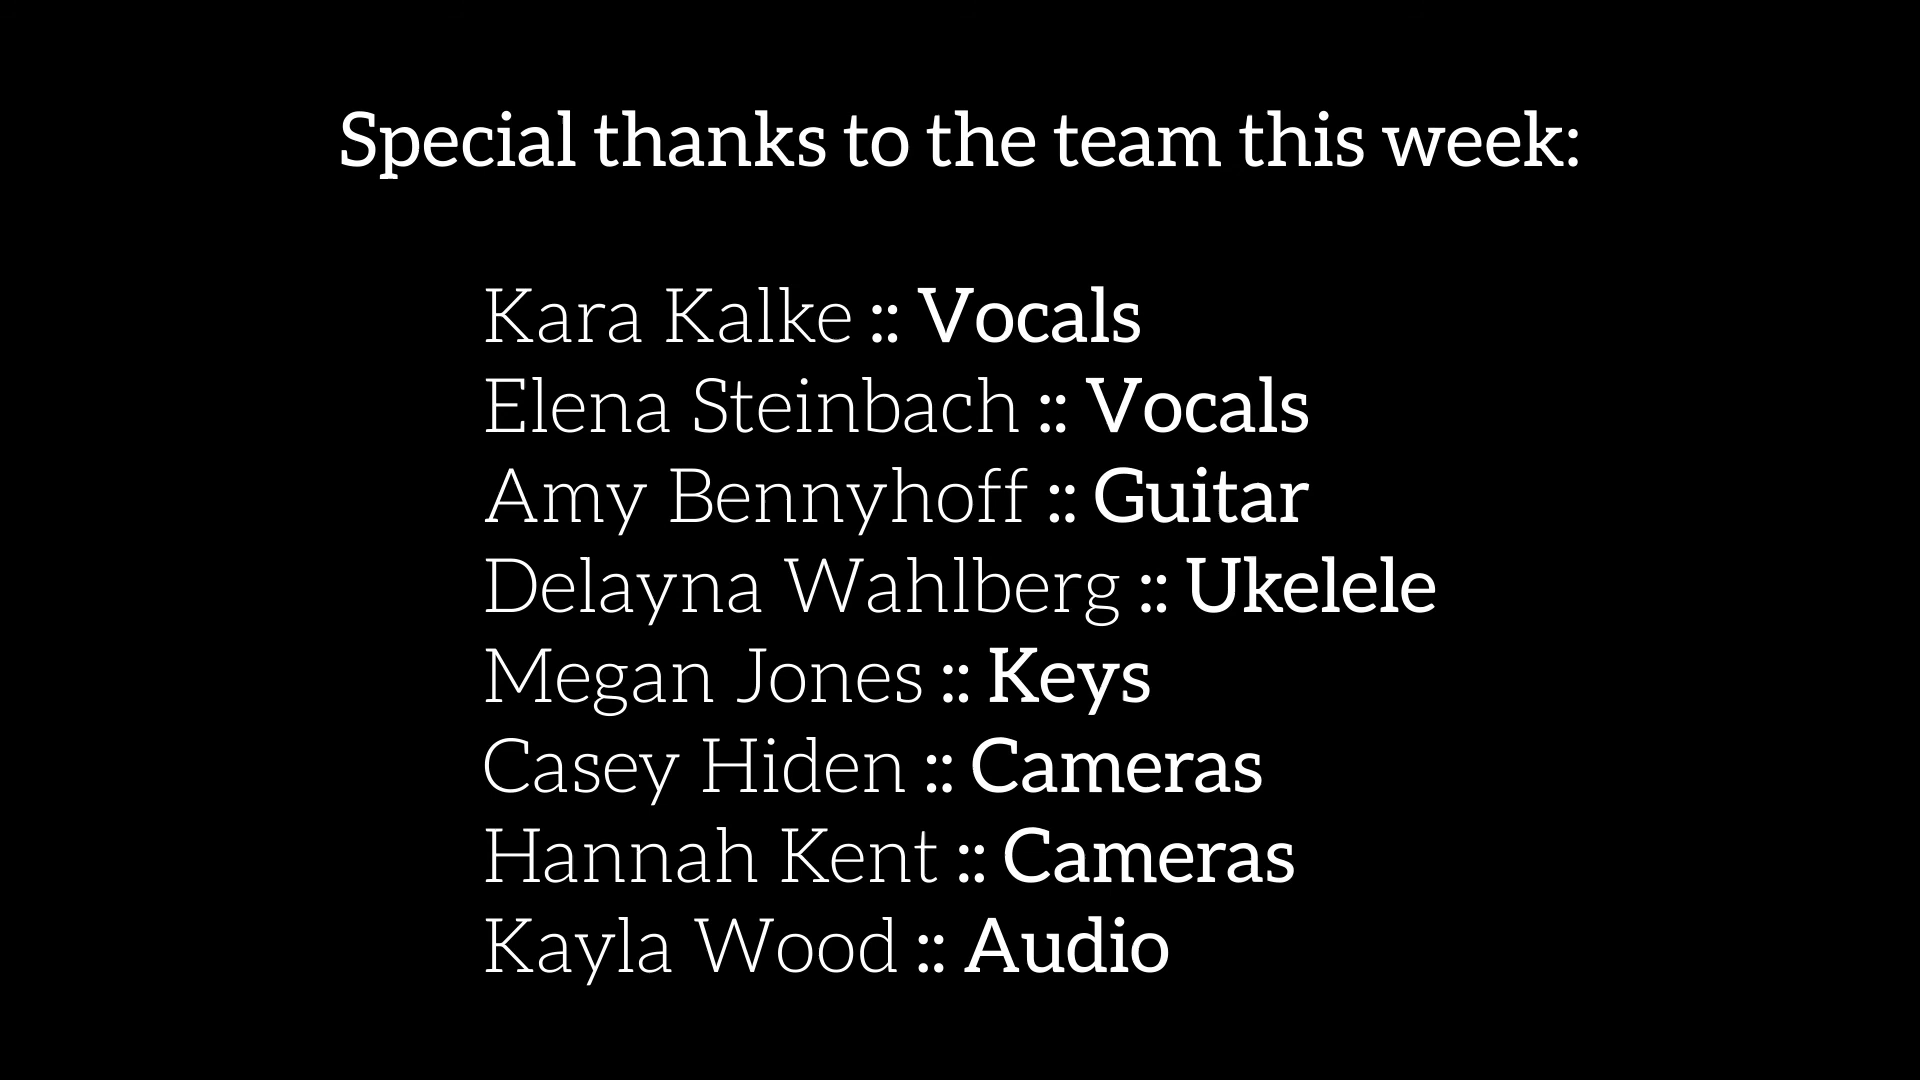 Special thanks to the team this week:
Kara Kalke :: Vocals
Elena Steinbach :: Vocals
Amy Bennyhoff :: Guitar
Delayna Wahlberg :: Ukelele
Megan Jones :: Keys
Casey Hiden :: Cameras
Hannah Kent :: Cameras
Kayla Wood :: Audio